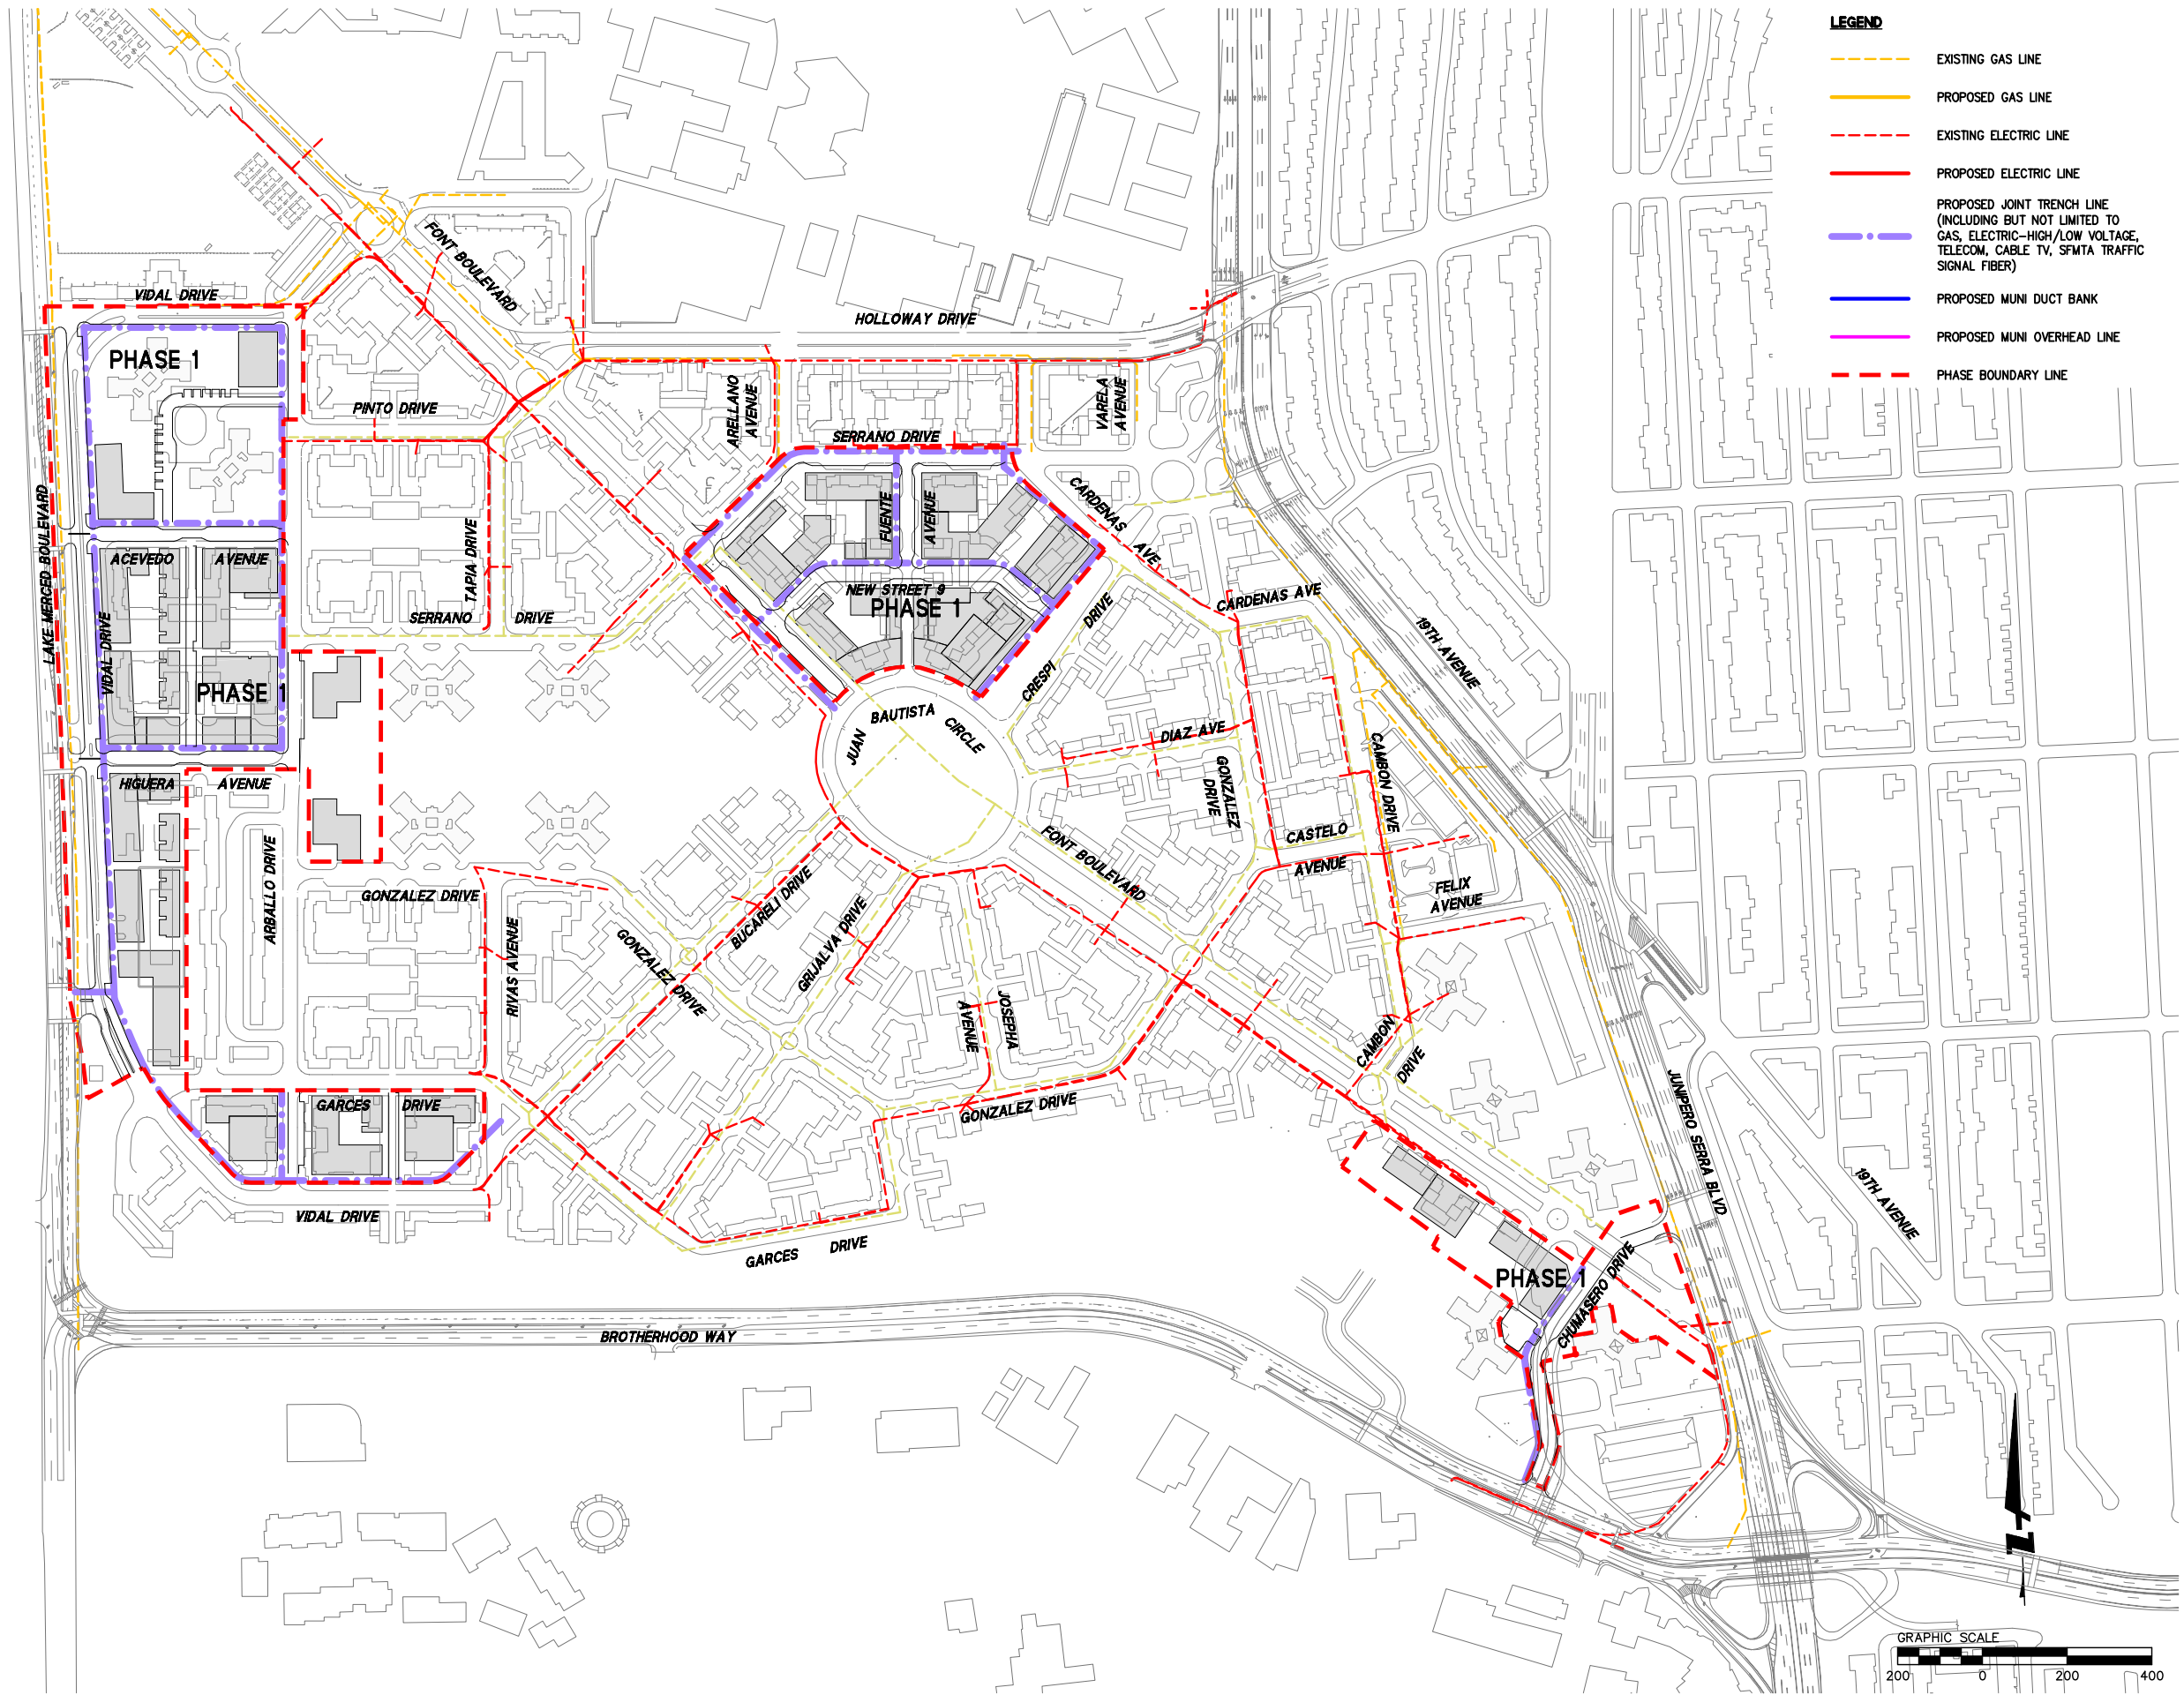 LEGEND
EXISTING GAS LINE
PROPOSED GAS LINE
EXISTING ELECTRIC LINE
PROPOSED ELECTRIC LINE
PROPOSED JOINT TRENCH LINE
(INCLUDING BUT NOT LIMITED TO
GAS, ELECTRIC-HIGH/LOW VOLTAGE,
TELECOM, CABLE TV, SFMTA TRAFFIC
SIGNAL FIBER)
PROPOSED MUNI DUCT BANK
PROPOSED MUNI OVERHEAD LINE
PHASE BOUNDARY LINE
FONT BOULEVARD
VIDAL DRIVE
HOLLOWAY DRIVE
PHASE 1
PINTO DRIVE
ARELLANO
AVENUE
VARELA
AVENUE
SERRANO DRIVE
LAKE MERCED BOULEVARD
FUENTE
AVENUE
CARDENAS
AVE
ACEVEDO
AVENUE
TAPIA DRIVE
NEW STREET 9
PHASE 1
CARDENAS AVE
SERRANO
DRIVE
DRIVE
CRESPI
19TH AVENUE
VIDAL DRIVE
PHASE 1
JUAN
BAUTISTA
CIRCLE
DIAZ AVE
GONZALEZ
DRIVE
CAMBON DRIVE
HIGUERA
AVENUE
ARBALLO DRIVE
FONT BOULEVARD
CASTELO
AVENUE
FELIX
AVENUE
GONZALEZ DRIVE
BUCARELI DRIVE
GRIJALVA DRIVE
RIVAS AVENUE
GONZALEZ DRIVE
AVENUE
JOSEPHA
CAMBON
DRIVE
GARCES
DRIVE
GONZALEZ DRIVE
JUNIPERO SERRA BLVD
19TH AVENUE
VIDAL DRIVE
GARCES
DRIVE
PHASE 1
CHUMASERO DRIVE
BROTHERHOOD WAY
GRAPHIC SCALE
200
0
200
400